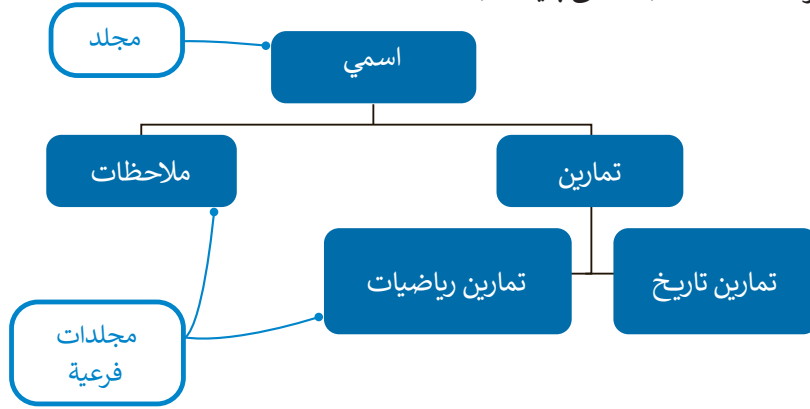 مجلد
اسمي
تمارين
ملاحظات
تمارين تاريخ
تمارين رياضيات
مجلدات
فرعية